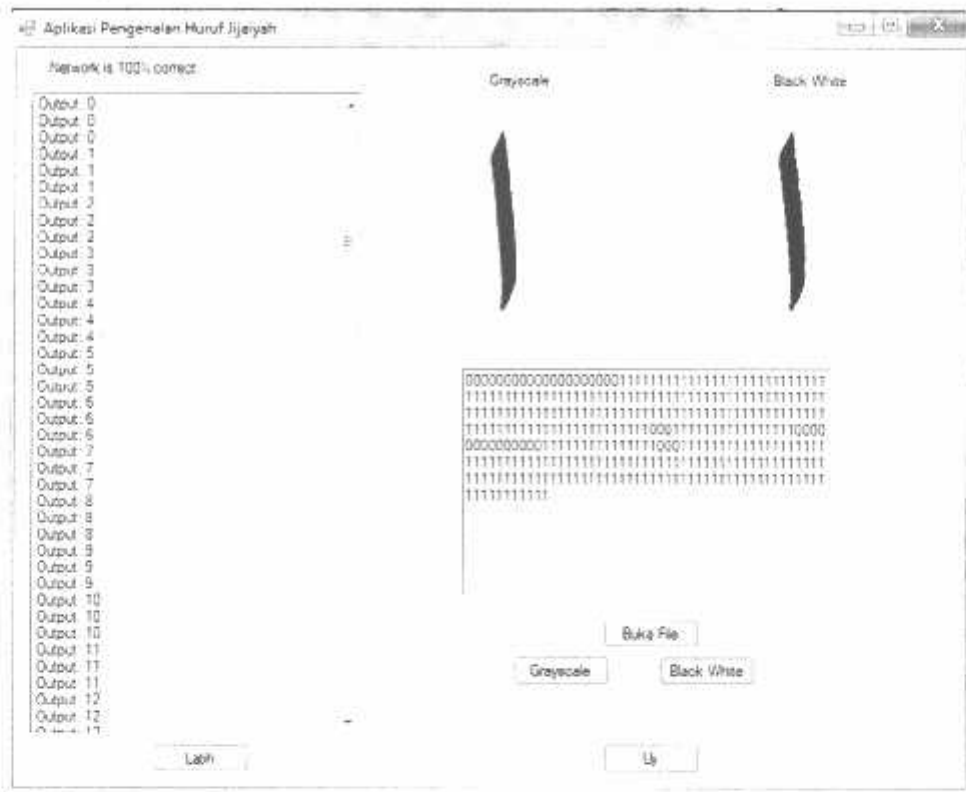 Aplikasi Pengenalan Huruf Jijaiyah
Network is 100% correct
Grayscale
Black White
Output: 0
Output: 0
Output: 0
Output: 1
Output: 1
Output: 1
Output: 2
Output: 2
Output: 2
Output: 3
Output: 3
Output: 3
Output: 4
Output: 4
Output: 4
Output: 5
Output: 5
Output: 5
Output: 6
Output: 6
Output: 6
Output: 7
Output: 7
Output: 7
Output: 8
Output: 8
Output: 8
Output: 9
Output: 9
Output: 9
Output: 10
Output: 10
Output: 10
Output: 11
Output: 11
Output: 11
Output: 12
Output: 12
ا ا
Buka File
Grayscale
Black White
Latih
Uji